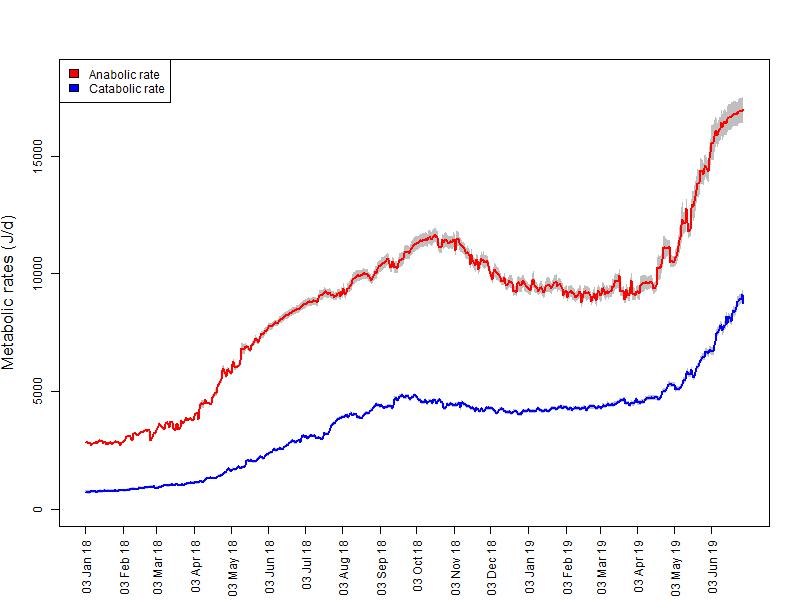 Anabolic rate
Catabolic rate
Metabolic rates (J/d)
15000
10000
5000
0
03 Jan 18
03 Feb 18
03 Mar 18
03 Apr 18
03 May 18
03 Jun 18
03 Jul 18
03 Aug 18
03 Sep 18
03 Oct 18
03 Nov 18
03 Dec 18
03 Jan 19
03 Feb 19
03 Mar 19
03 Apr 19
03 May 19
03 Jun 19